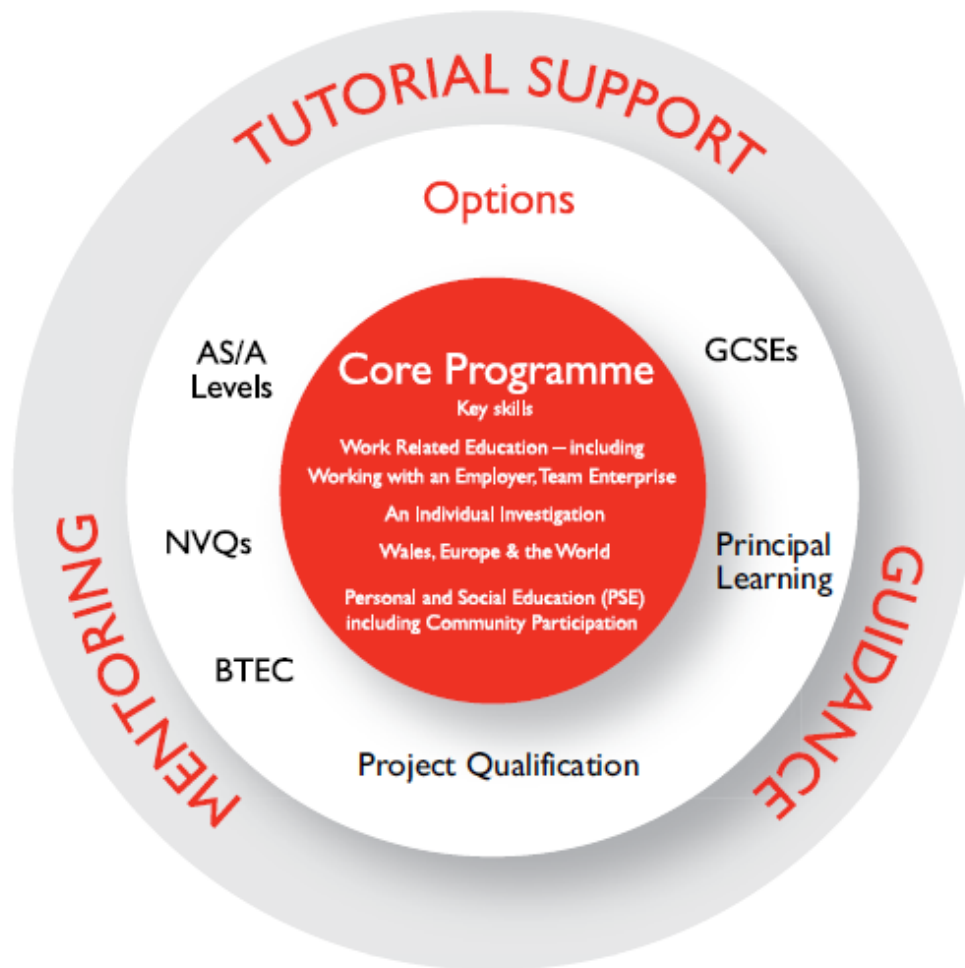 TUTORIAL SUPPORT
Options
AS/A
Levels
GCSEs
Core Programme
Key skills
Work Related Education – including
Working with an Employer, Team Enterprise
An Individual Investigation
Wales, Europe & the World
Personal and Social Education (PSE)
including Community Participation
NVQs
Principal
Learning
BTEC
Project Qualification
MENTORING
GUIDANCE